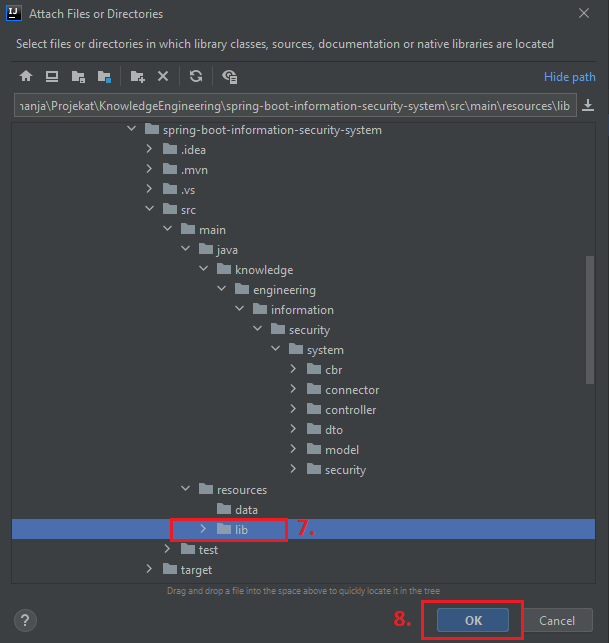 IJ Attach Files or Directories
Select files or directories in which library classes, sources, documentation or native libraries are located
Hide path
nanja\Projekat\KnowledgeEngineering\spring-boot-information-security-system\src\main\resources\lib
spring-boot-information-security-system
.idea
.mvn
.vs
src
main
java
knowledge
engineering
information
security
system
cbr
connector
controller
dto
model
security
resources
data
lib 7.
test
target
Drag and drop a file into the space above to quickly locate it in the tree
? 8. OK Cancel